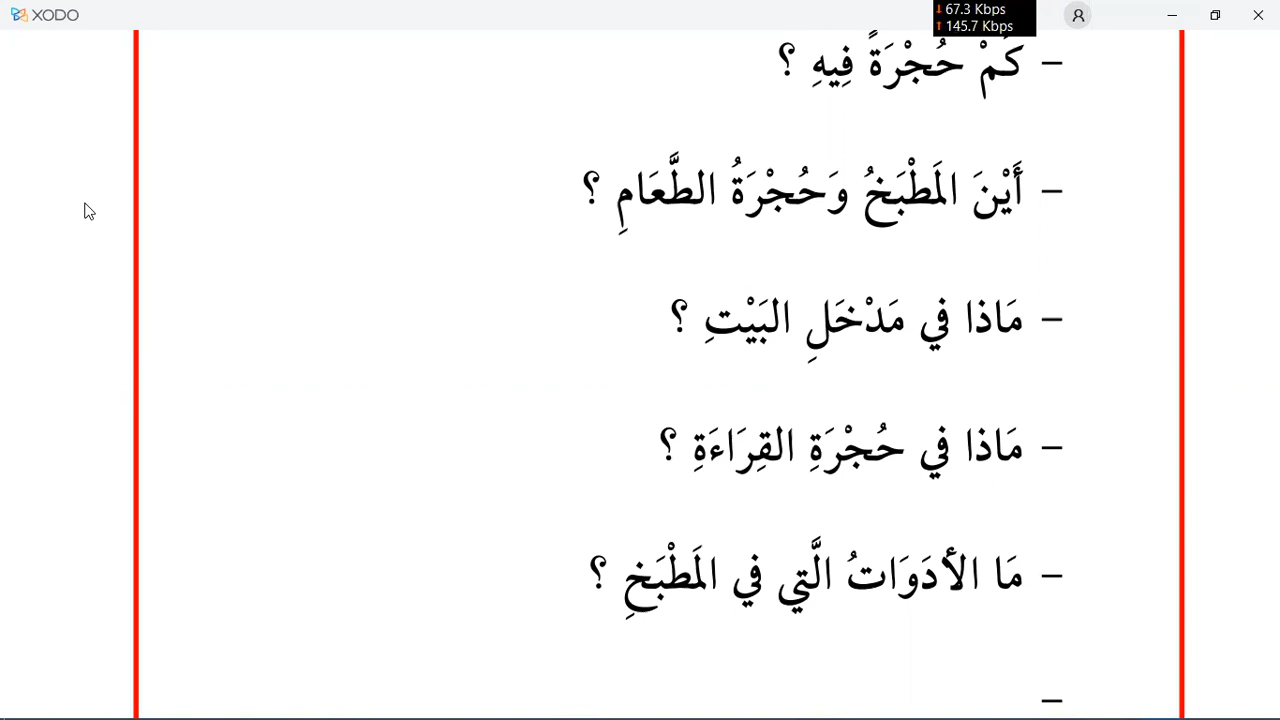 XODO
↓ 67.3 Kbps
↑ 145.7 Kbps
– كَمْ حُجْرَةً فِيهِ ؟
– أَيْنَ المَطْبَخُ وَحُجْرَةُ الطَّعَامِ ؟
– مَاذا في مَدْخَلِ البَيْتِ ؟
– مَاذا في حُجْرَةِ القِرَاءَةِ ؟
– مَا الأدَوَاتُ الَّتِي في المَطْبَخِ ؟
–